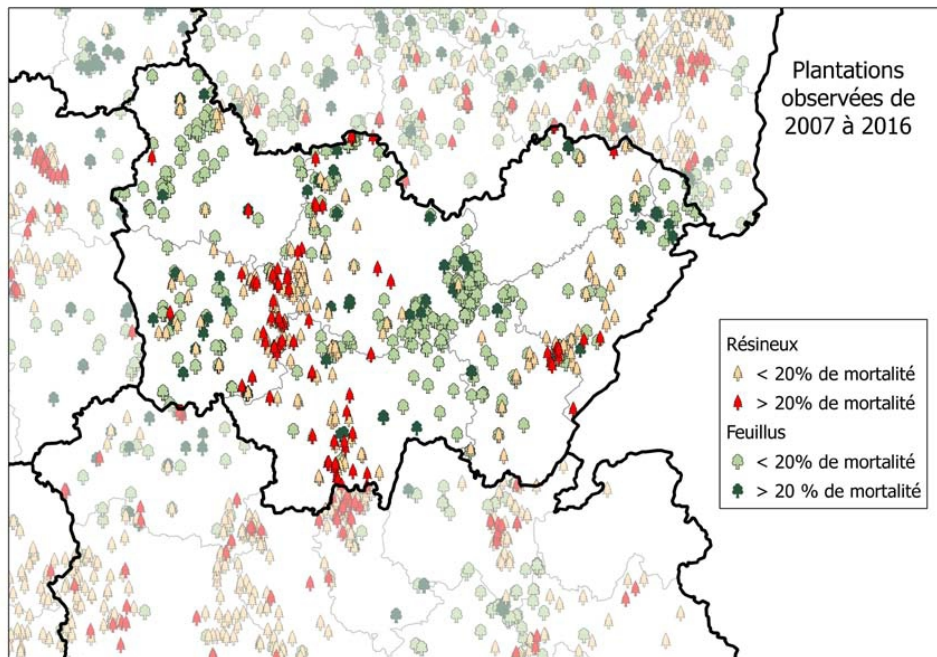 Plantations
observées de
2007 à 2016
Résineux
< 20% de mortalité
> 20% de mortalité
Feuillus
< 20% de mortalité
> 20 % de mortalité